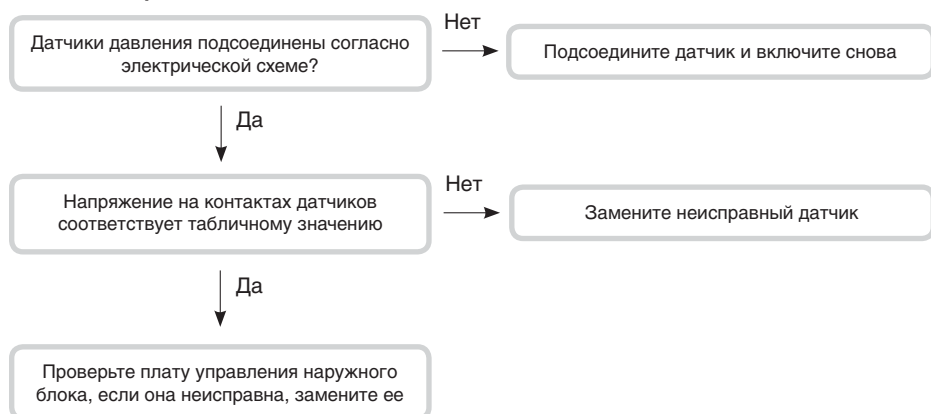 Датчики давления подсоединены согласно
электрической схеме?
Нет
Подсоедините датчик и включите снова
Да
Напряжение на контактах датчиков
соответствует табличному значению
Нет
Замените неисправный датчик
Да
Проверьте плату управления наружного
блока, если она неисправна, замените ее